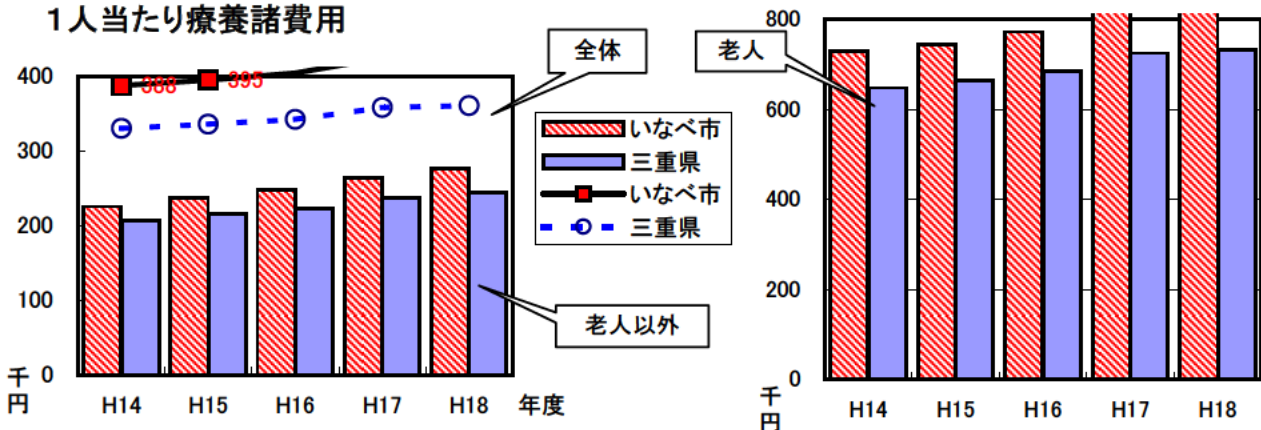 1人当たり療養諸費用
全体
400
388
395
300
200
100
0
千円
H14
H15
H16
H17
H18
年度
いなべ市
三重県
いなべ市
三重県
老人以外
老人
800
600
400
200
0
千円
H14
H15
H16
H17
H18